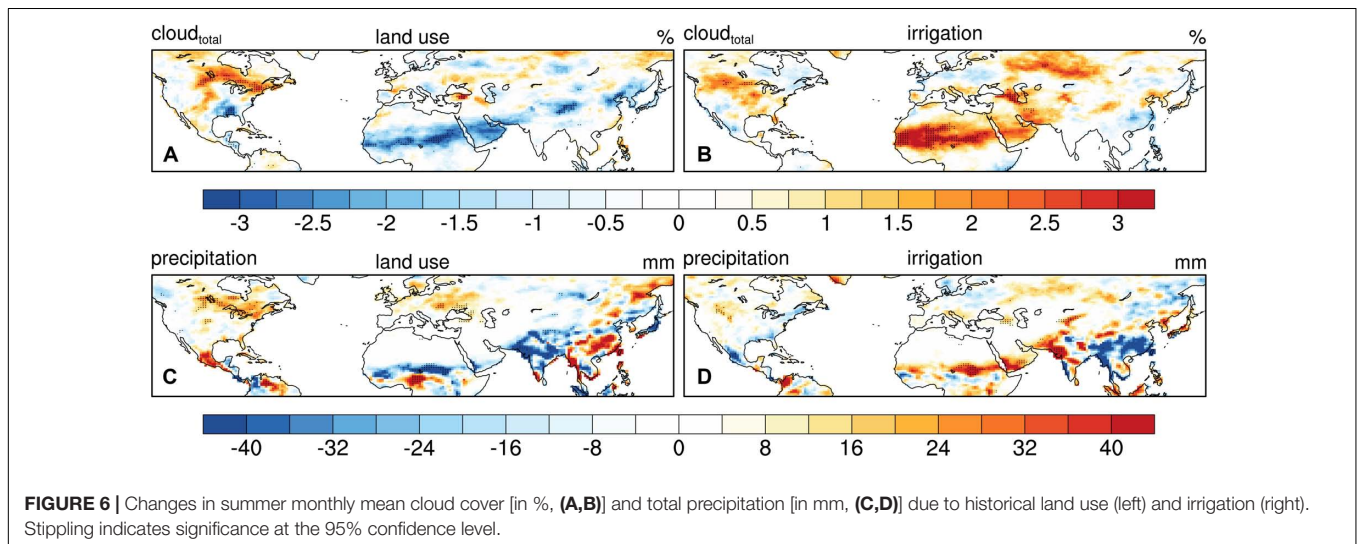 cloudtotal land use % cloudtotal irrigation %
A B
-3 -2.5 -2 -1.5 -1 -0.5 0 0.5 1 1.5 2 2.5 3
precipitation land use mm precipitation irrigation mm
C D
-40 -32 -24 -16 -8 0 8 16 24 32 40
FIGURE 6 | Changes in summer monthly mean cloud cover [in %, (A,B)] and total precipitation [in mm, (C,D)] due to historical land use (left) and irrigation (right).
Stippling indicates significance at the 95% confidence level.